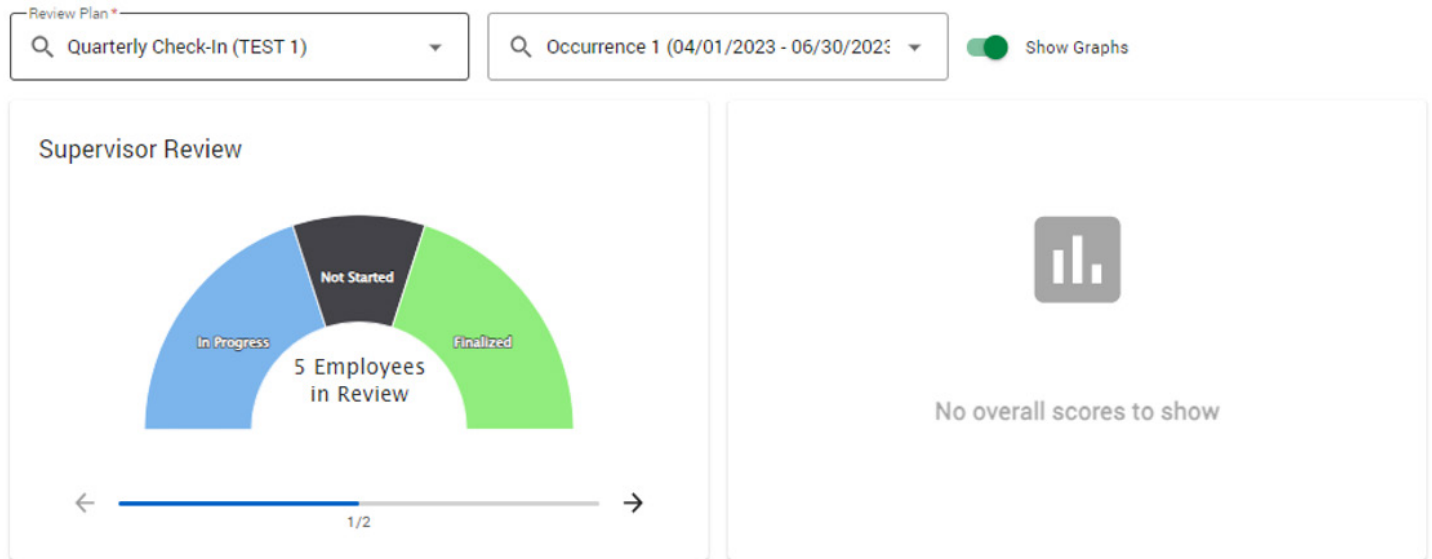 Review Plan *
Quarterly Check-In (TEST 1)
Occurrence 1 (04/01/2023 - 06/30/2023
Show Graphs
Supervisor Review
Not Started
In Progress
Finalized
5 Employees
in Review
1/2
No overall scores to show